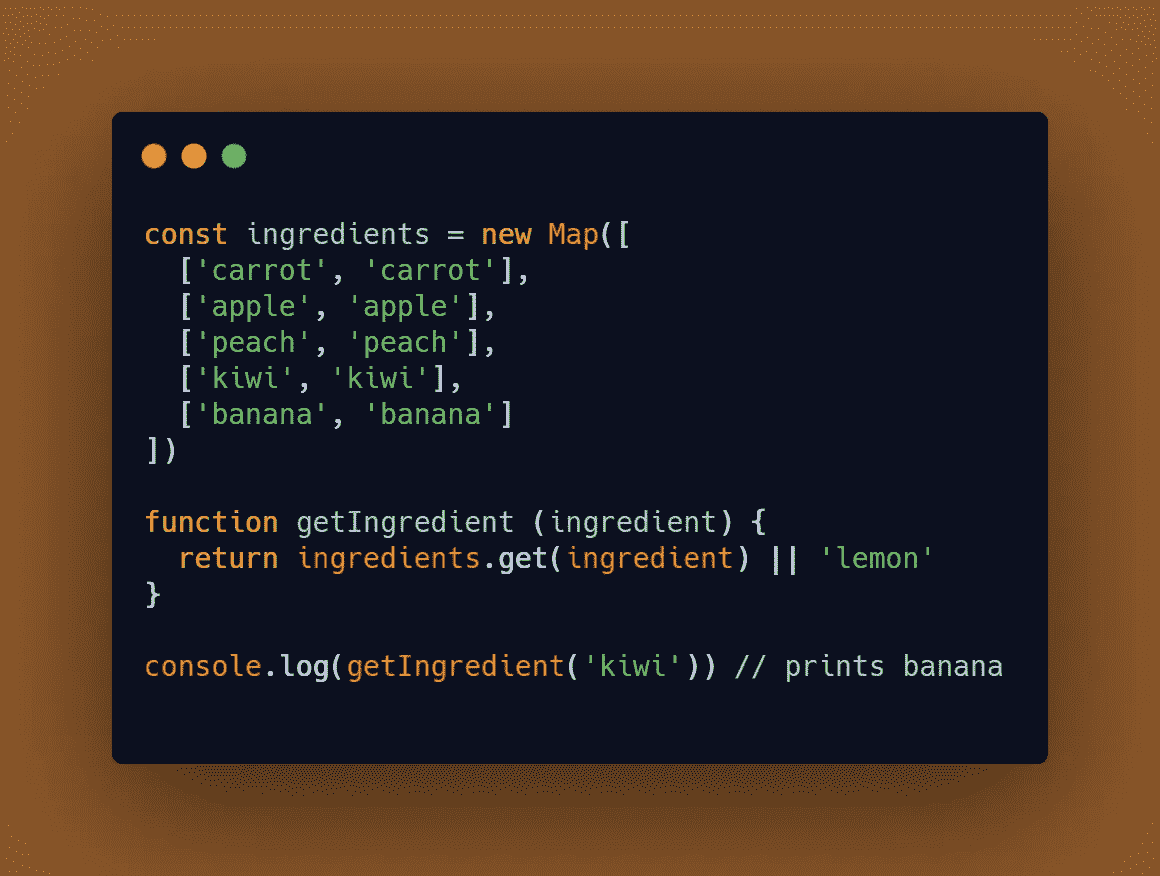 const ingredients = new Map([
  ['carrot', 'carrot'],
  ['apple', 'apple'],
  ['peach', 'peach'],
  ['kiwi', 'kiwi'],
  ['banana', 'banana']
])
function getIngredient (ingredient) {
  return ingredients.get(ingredient) || 'lemon'
}
console.log(getIngredient('kiwi')) // prints banana